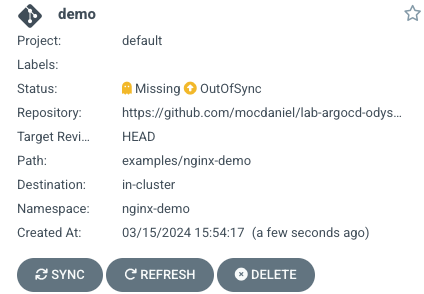 demo
Project: default
Labels:
Status: Missing OutOfSync
Repository: https://github.com/mocdaniel/lab-argocd-odys...
Target Revi... HEAD
Path: examples/nginx-demo
Destination: in-cluster
Namespace: nginx-demo
Created At: 03/15/2024 15:54:17 (a few seconds ago)
SYNC REFRESH DELETE